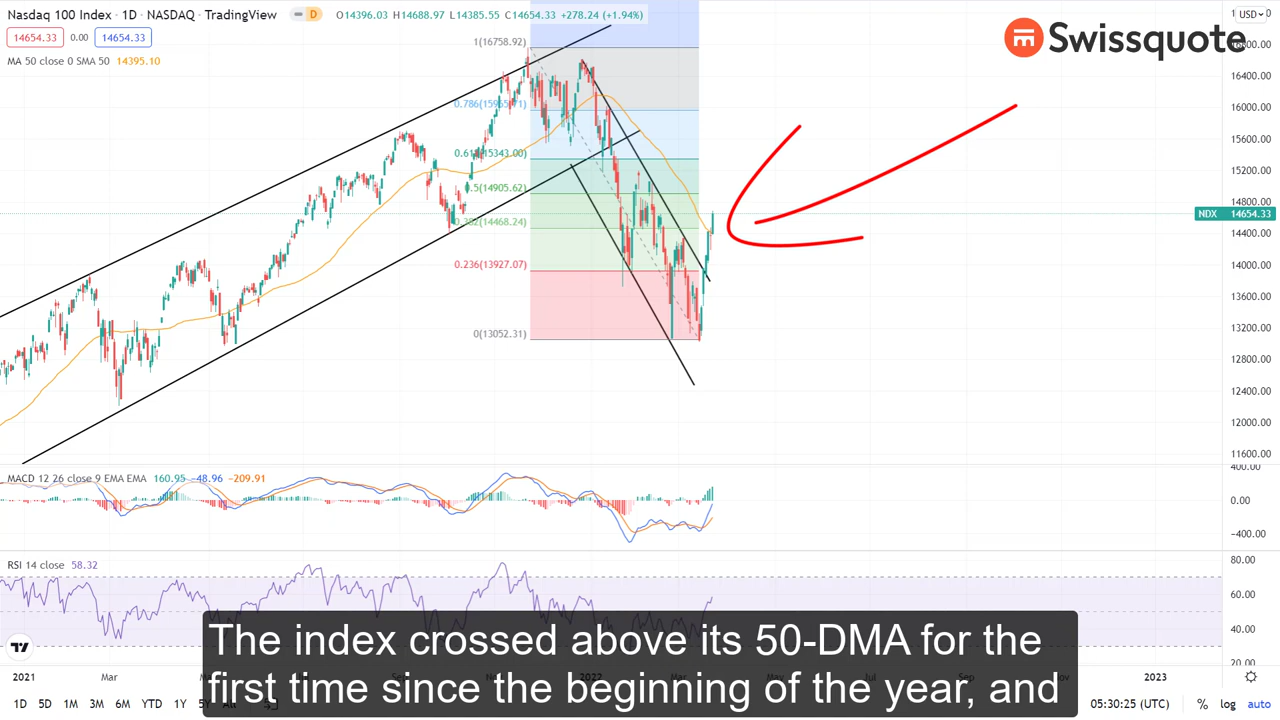 Nasdaq 100 Index · 1D · NASDAQ · TradingView D O14396.03 H14688.97 L14385.55 C14654.33 +278.24 (+1.94%)
USD
14654.33 0.00 14654.33
MA 50 close 0 SMA 50 14395.10
Swissquote
1(16758.92)
0.786(15965.71)
0.5(14905.62)
0.236(13927.07)
0(13052.31)
16800.00
16400.00
16000.00
15600.00
15200.00
14800.00
NDX 14654.33
14400.00
14000.00
13600.00
13200.00
12800.00
12400.00
12000.00
11600.00
MACD 12 26 close 9 EMA EMA 160.95 -48.96 -209.91
400.00
0.00
-400.00
RSI 14 close 58.32
80.00
60.00
40.00
20.00
The index crossed above its 50-DMA for the
first time since the beginning of the year, and
2021 Mar 2022 2023
1D 5D 1M 3M 6M YTD 1Y 05:30:25 (UTC) % log auto